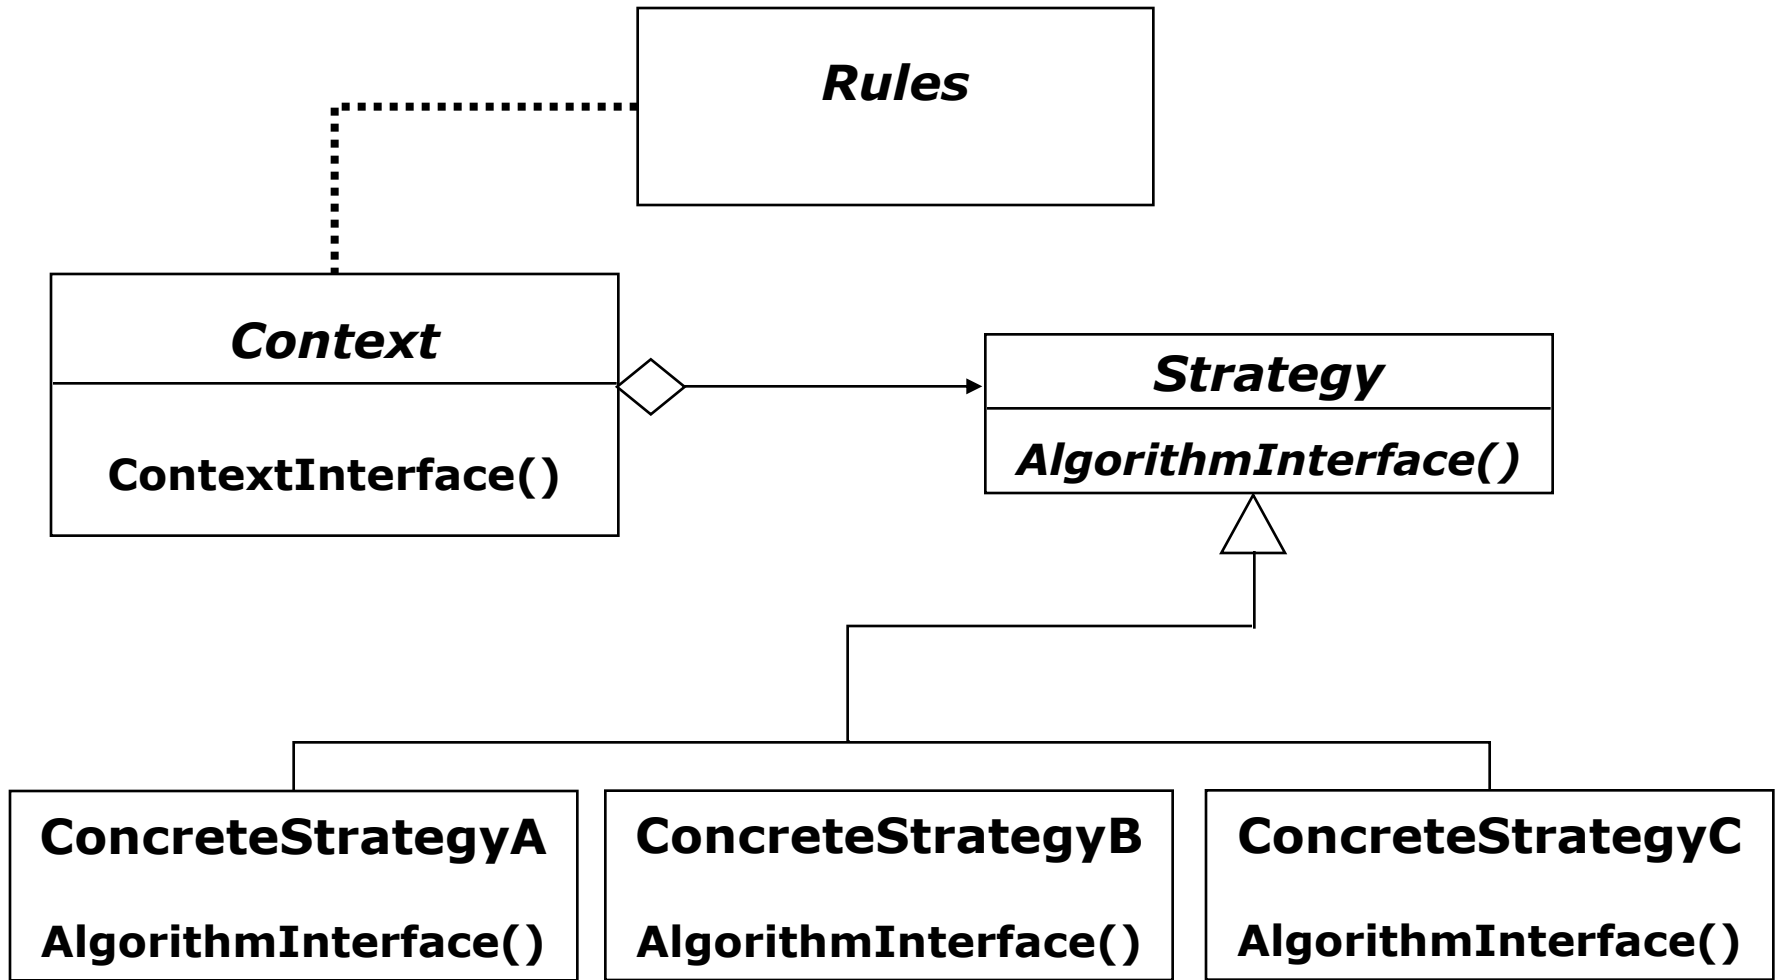 Rules
Context
ContextInterface()
Strategy
AlgorithmInterface()
ConcreteStrategyA
AlgorithmInterface()
ConcreteStrategyB
AlgorithmInterface()
ConcreteStrategyC
AlgorithmInterface()